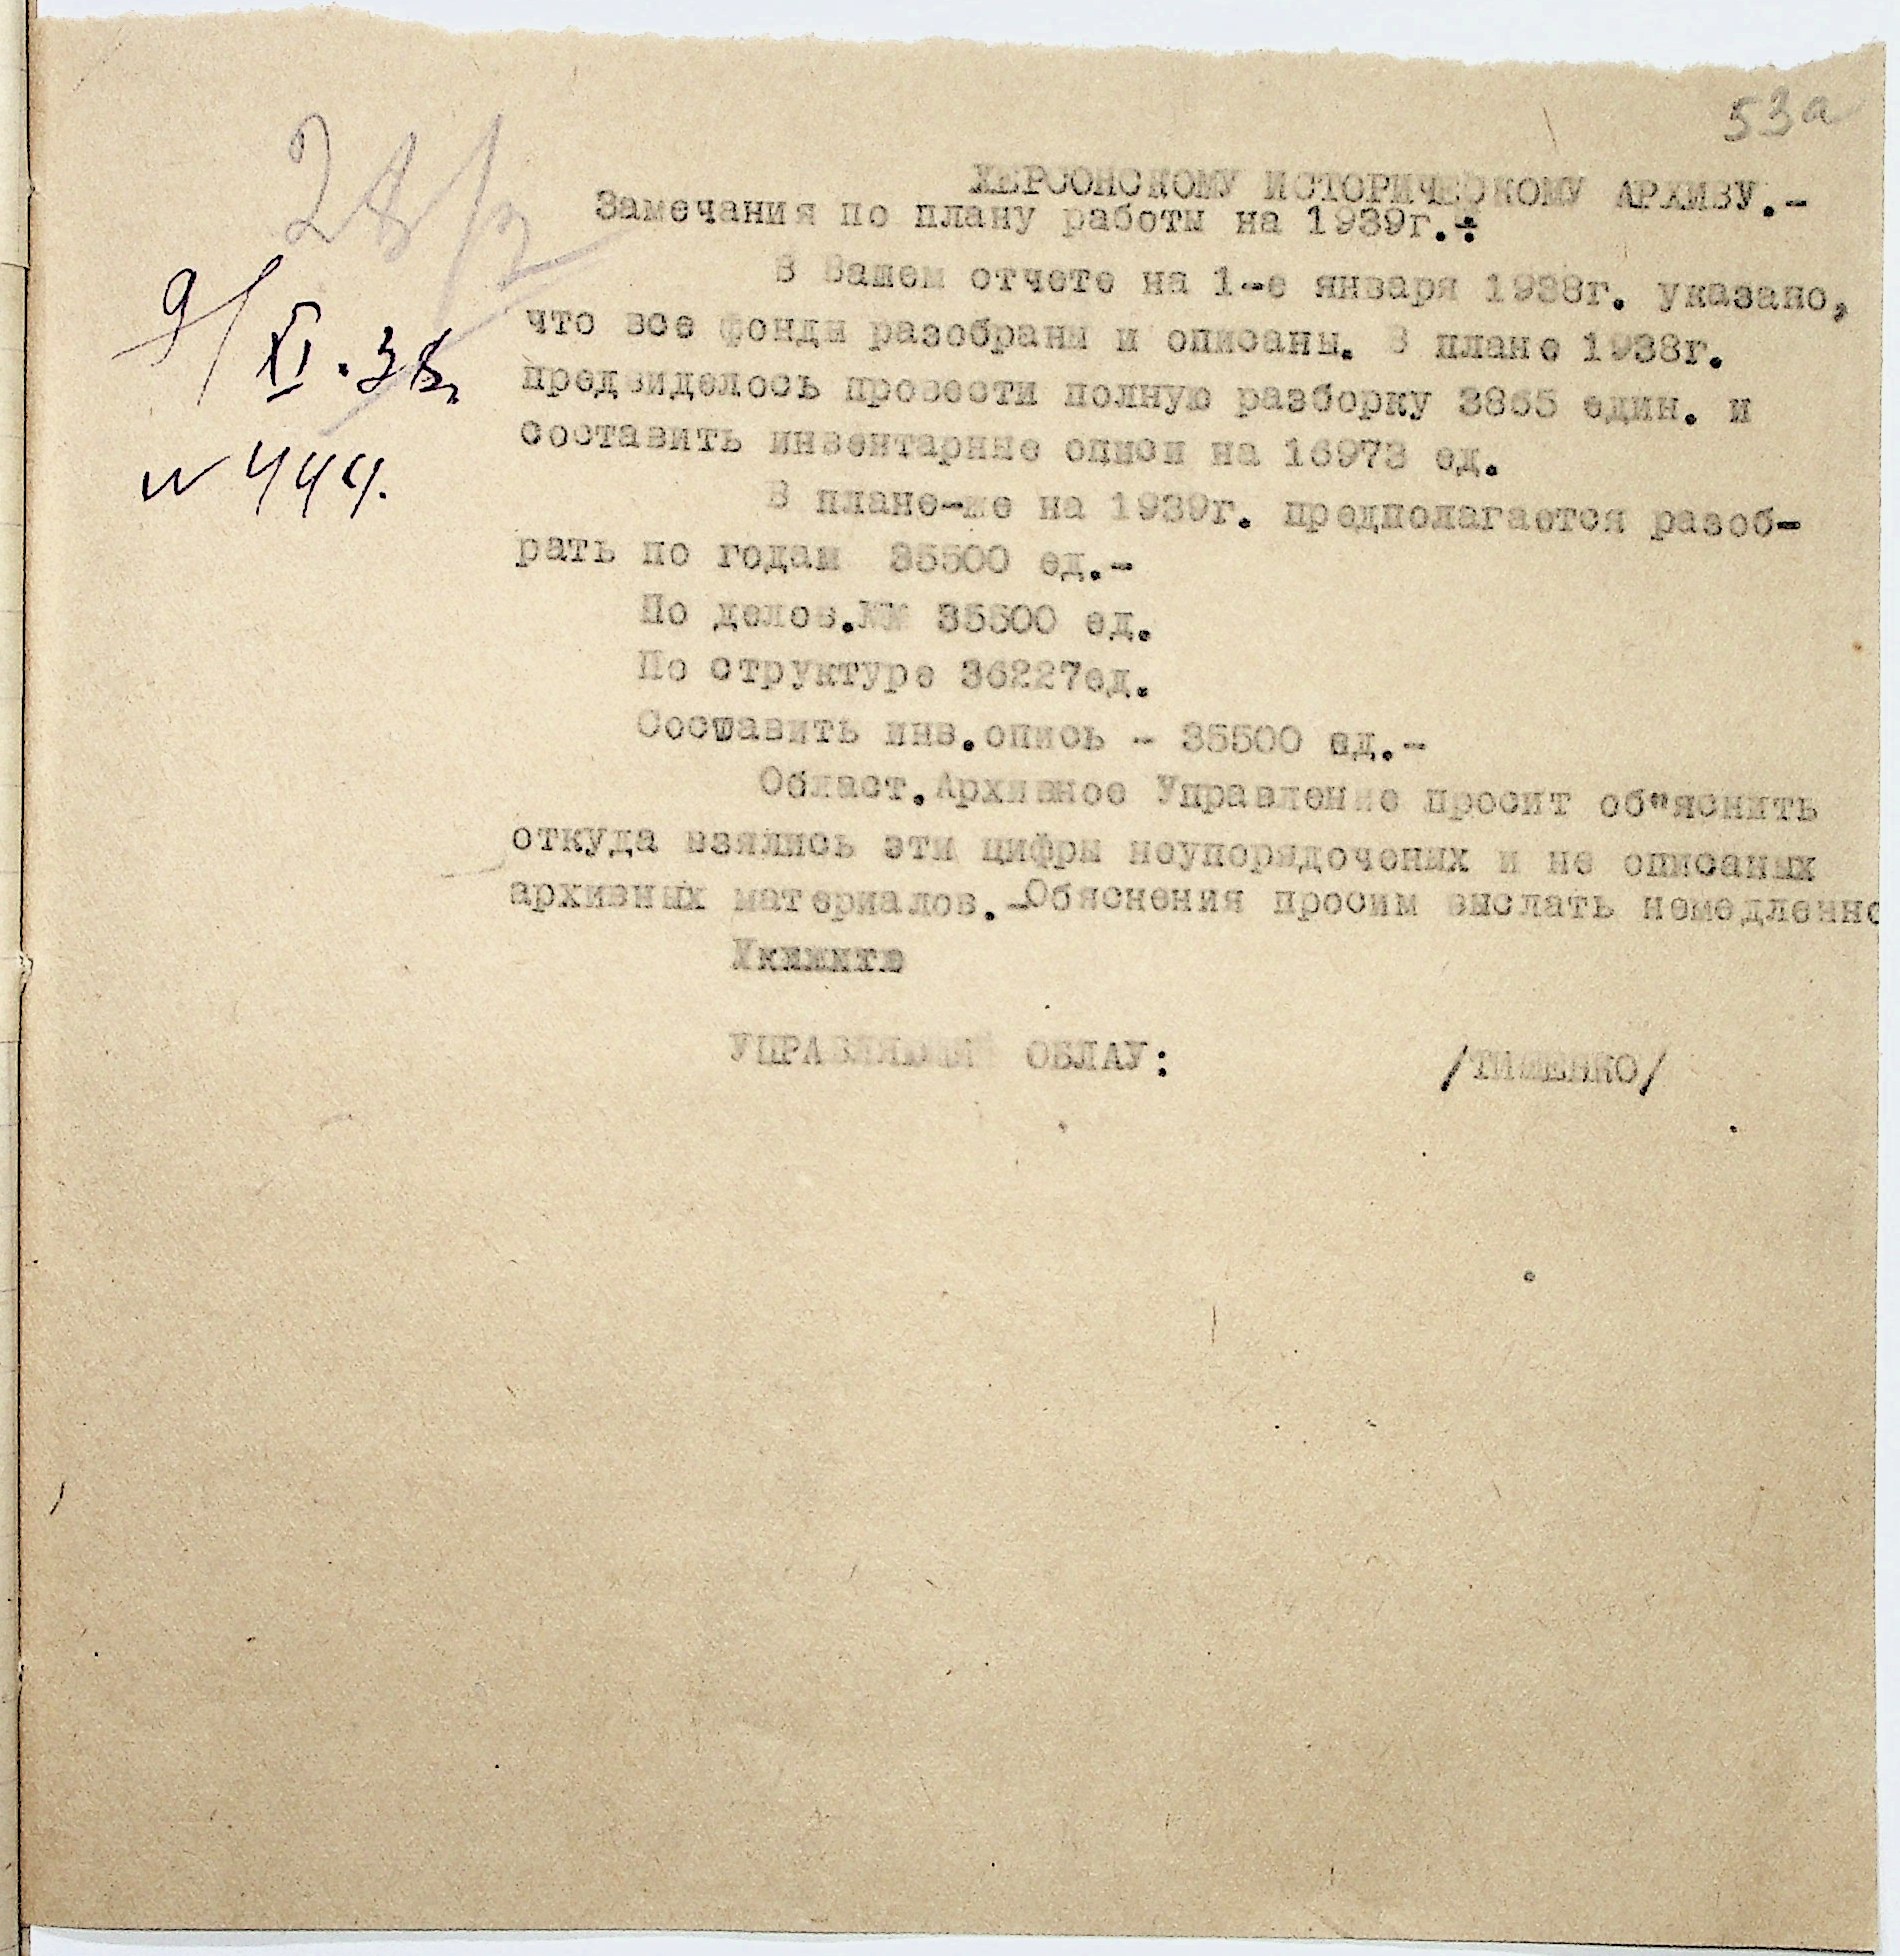 53а
ХЕРСОНСКОМУ ИСТОРИЧЕСКОМУ АРХИВУ.-
Замечания по плану работы на 1939г.÷
В Вашем отчете на 1-е января 1938г. указано,
что все фонды разобраны и описаны. В плане 1938г.
предвиделось провести полную разборку 3865 един. и
составить инвентарные описи на 16973 ед.
В плане-же на 1939г. предполагается разоб-
рать по годам 35500 ед.-
По делов.№№ 35500 ед.
По структуре 36227ед.
Составить инв.опись - 35500 ед.-
Област.Архивное Управление просит об"яснить
откуда взялись эти цифры неупорядоченых и не описаных
архивных материалов.-Обяснения просим выслать немедленно
УПРАВЛЯЮЩИЙ ОБЛАУ: /ТИМЕНКО/
9/XI.38г.
N 444.